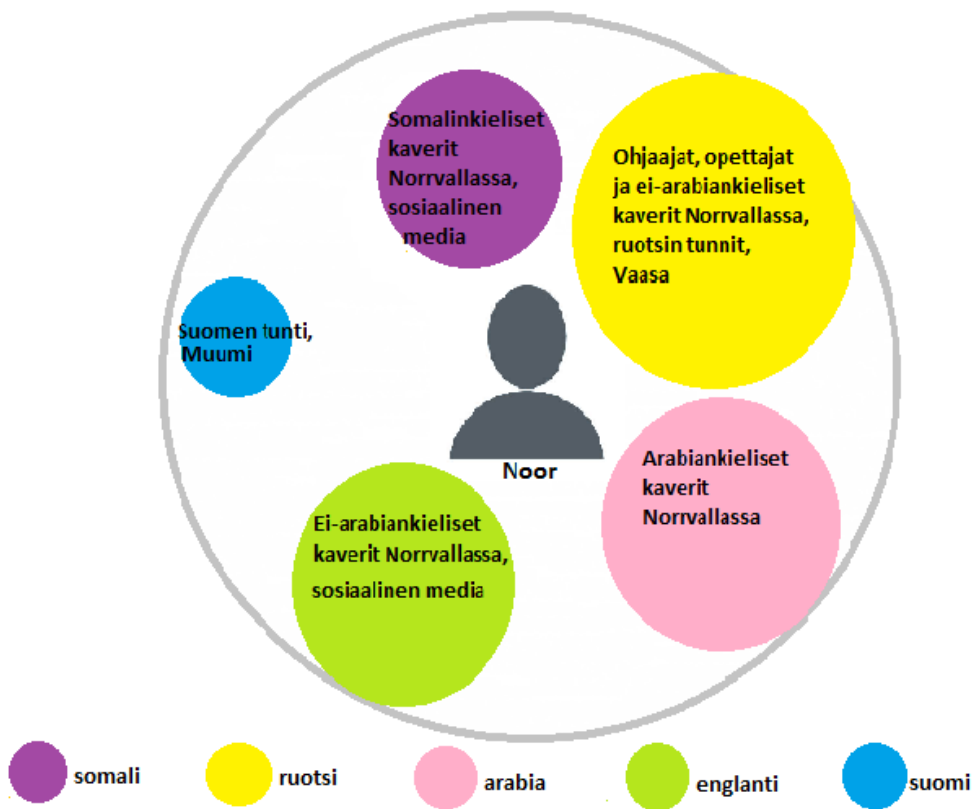 Somalinkieliset
kaverit
Norrvallassa,
sosiaalinen
media
Ohjaajat, opettajat
ja ei-arabiankieliset
kaverit Norrvallassa,
ruotsin tunnit,
Vaasa
Suomen tunti,
Muumi
Noor
Arabiankieliset
kaverit
Norrvallassa
Ei-arabiankieliset
kaverit Norrvallassa,
sosiaalinen media
somali
ruotsi
arabia
englanti
suomi